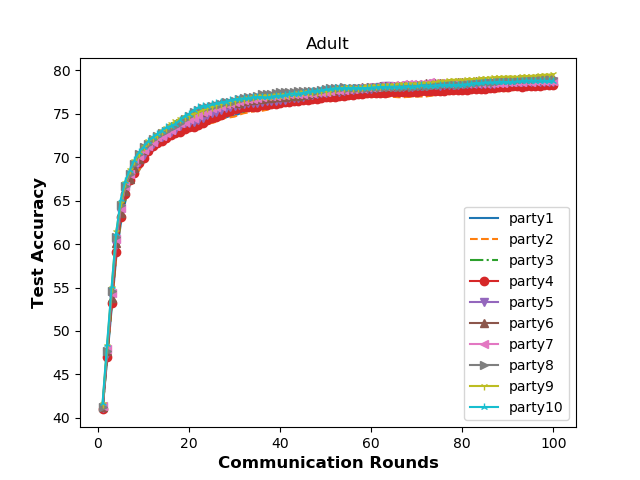 Adult
Test Accuracy
80
75
70
65
60
55
50
45
40
0 20 40 60 80 100
Communication Rounds
party1
party2
party3
party4
party5
party6
party7
party8
party9
party10